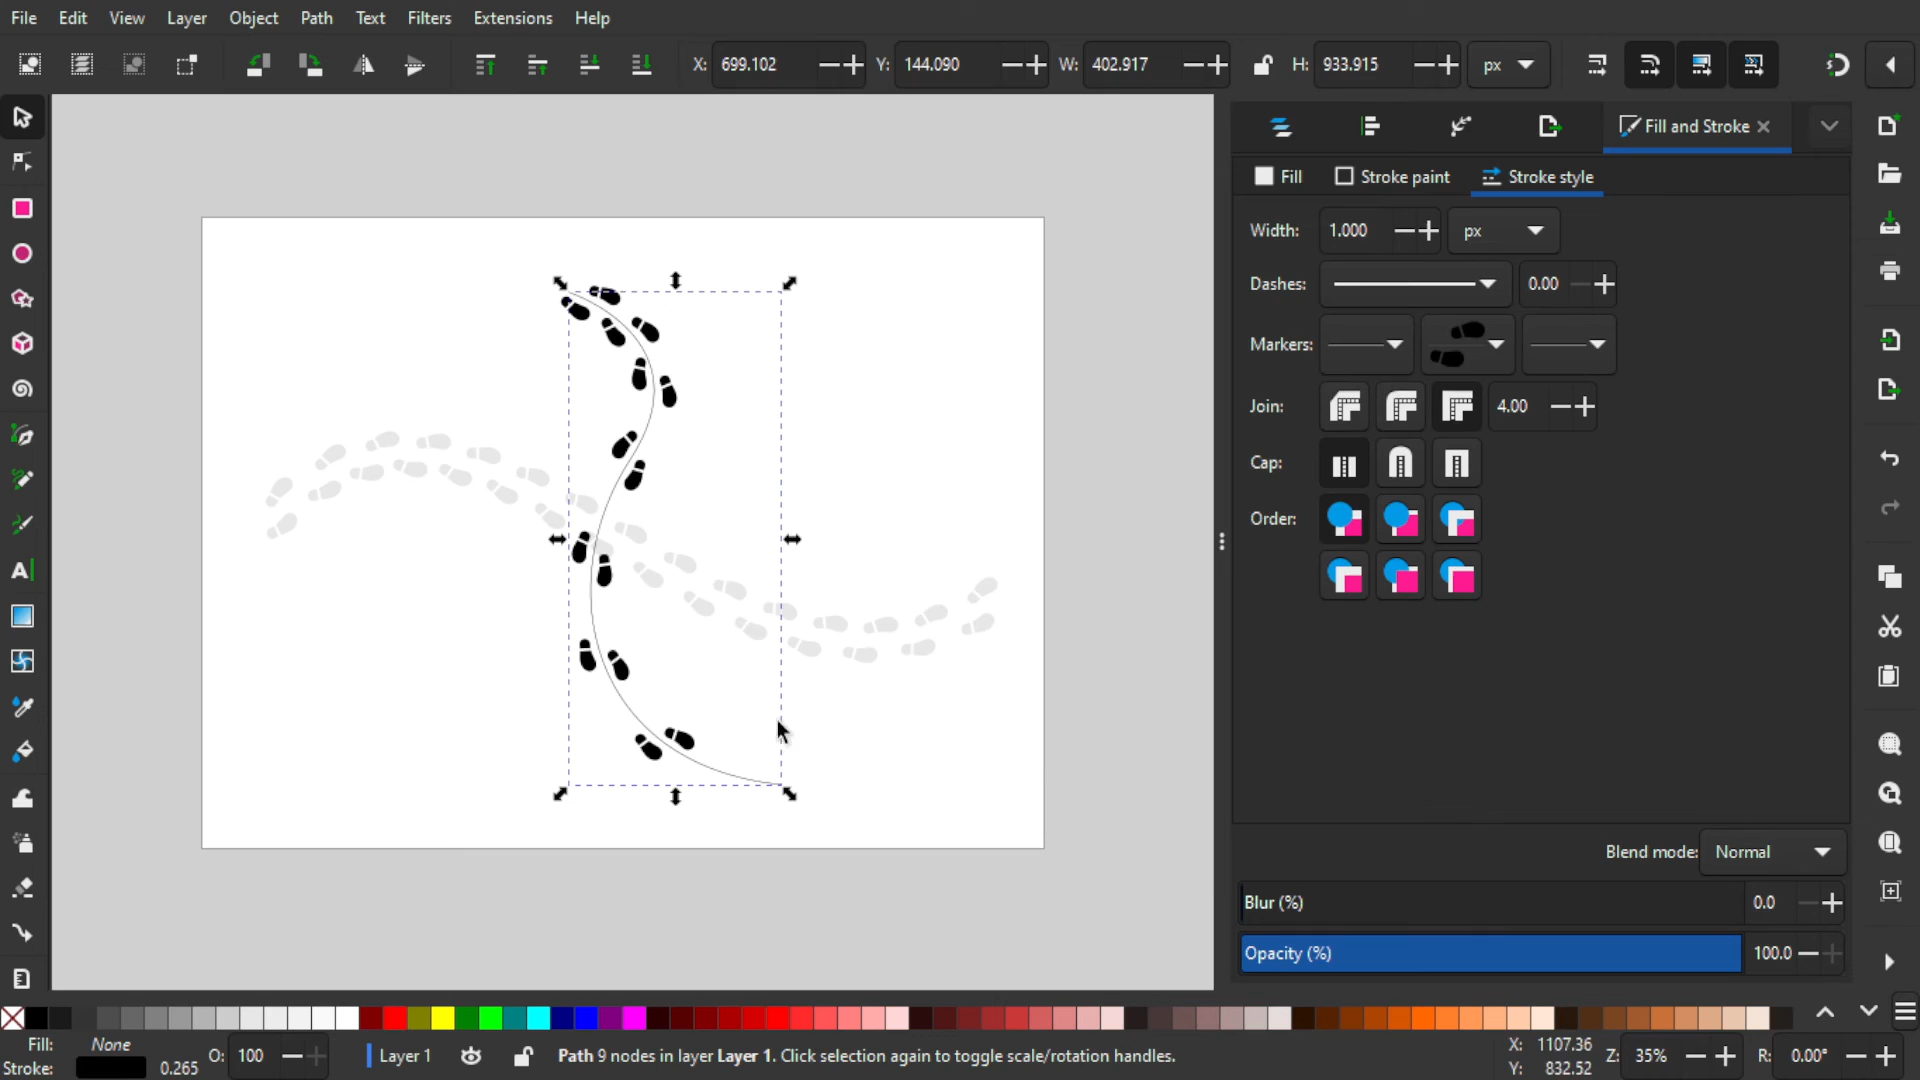 File Edit View Layer Object Path Text Filters Extensions Help
X: 699.102 Y: 144.090 W: 402.917 H: 933.915 px
Fill and Stroke
Fill Stroke paint Stroke style
Width: 1.000 px
Dashes: 0.00
Markers:
Join: 4.00
Cap:
Order:
Blend mode: Normal
Blur (%) 0.0
Opacity (%) 100.0
Fill: None
Stroke: 0.265
O: 100
Layer 1
Path 9 nodes in layer Layer 1. Click selection again to toggle scale/rotation handles.
X: 1107.36
Y: 832.52
Z: 35%
R: 0.00°